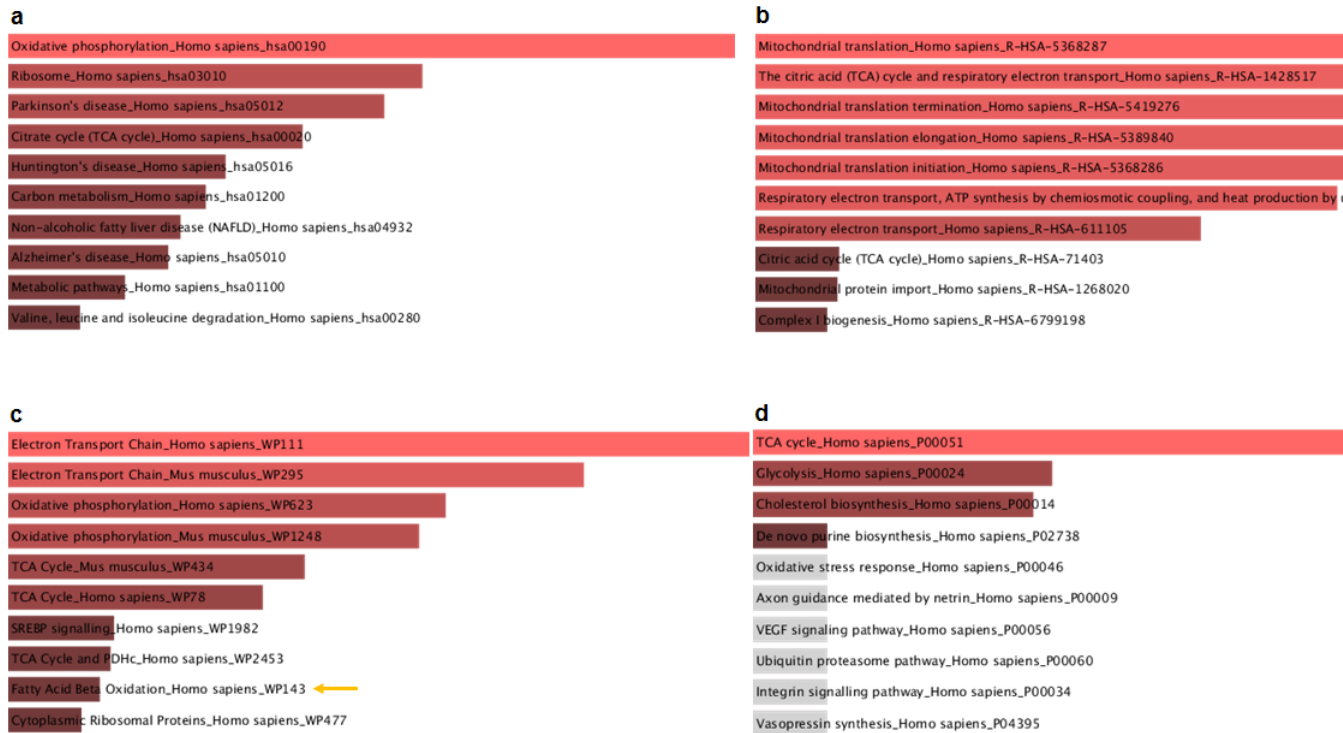 a
Oxidative phosphorylation_Homo sapiens_hsa00190
Ribosome_Homo sapiens_hsa03010
Parkinson's disease_Homo sapiens_hsa05012
Citrate cycle (TCA cycle)_Homo sapiens_hsa00020
Huntington's disease_Homo sapiens_hsa05016
Carbon metabolism_Homo sapiens_hsa01200
Non-alcoholic fatty liver disease (NAFLD)_Homo sapiens_hsa04932
Alzheimer's disease_Homo sapiens_hsa05010
Metabolic pathways_Homo sapiens_hsa01100
Valine, leucine and isoleucine degradation_Homo sapiens_hsa00280
b
Mitochondrial translation_Homo sapiens_R-HSA-5368287
The citric acid (TCA) cycle and respiratory electron transport_Homo sapiens_R-HSA-1428517
Mitochondrial translation termination_Homo sapiens_R-HSA-5419276
Mitochondrial translation elongation_Homo sapiens_R-HSA-5389840
Mitochondrial translation initiation_Homo sapiens_R-HSA-5368286
Respiratory electron transport, ATP synthesis by chemiosmotic coupling, and heat production by
Respiratory electron transport_Homo sapiens_R-HSA-611105
Citric acid cycle (TCA cycle)_Homo sapiens_R-HSA-71403
Mitochondrial protein import_Homo sapiens_R-HSA-1268020
Complex I biogenesis_Homo sapiens_R-HSA-6799198
c
Electron Transport Chain_Homo sapiens_WP111
Electron Transport Chain_Mus musculus_WP295
Oxidative phosphorylation_Homo sapiens_WP623
Oxidative phosphorylation_Mus musculus_WP1248
TCA Cycle_Mus musculus_WP434
TCA Cycle_Homo sapiens_WP78
SREBP signalling_Homo sapiens_WP1982
TCA Cycle and PDHc_Homo sapiens_WP2453
Fatty Acid Beta Oxidation_Homo sapiens_WP143
Cytoplasmic Ribosomal Proteins_Homo sapiens_WP477
d
TCA cycle_Homo sapiens_P00051
Glycolysis_Homo sapiens_P00024
Cholesterol biosynthesis_Homo sapiens_P00014
De novo purine biosynthesis_Homo sapiens_P02738
Oxidative stress response_Homo sapiens_P00046
Axon guidance mediated by netrin_Homo sapiens_P00009
VEGF signaling pathway_Homo sapiens_P00056
Ubiquitin proteasome pathway_Homo sapiens_P00060
Integrin signalling pathway_Homo sapiens_P00034
Vasopressin synthesis_Homo sapiens_P04395